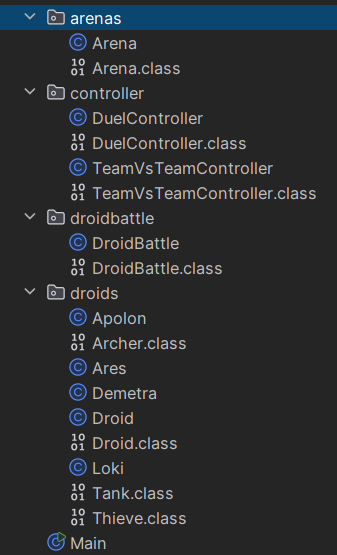 arenas
Arena
Arena.class
controller
DuelController
DuelController.class
TeamVsTeamController
TeamVsTeamController.class
droidbattle
DroidBattle
DroidBattle.class
droids
Apolon
Archer.class
Ares
Demetra
Droid
Droid.class
Loki
Tank.class
Thieve.class
Main